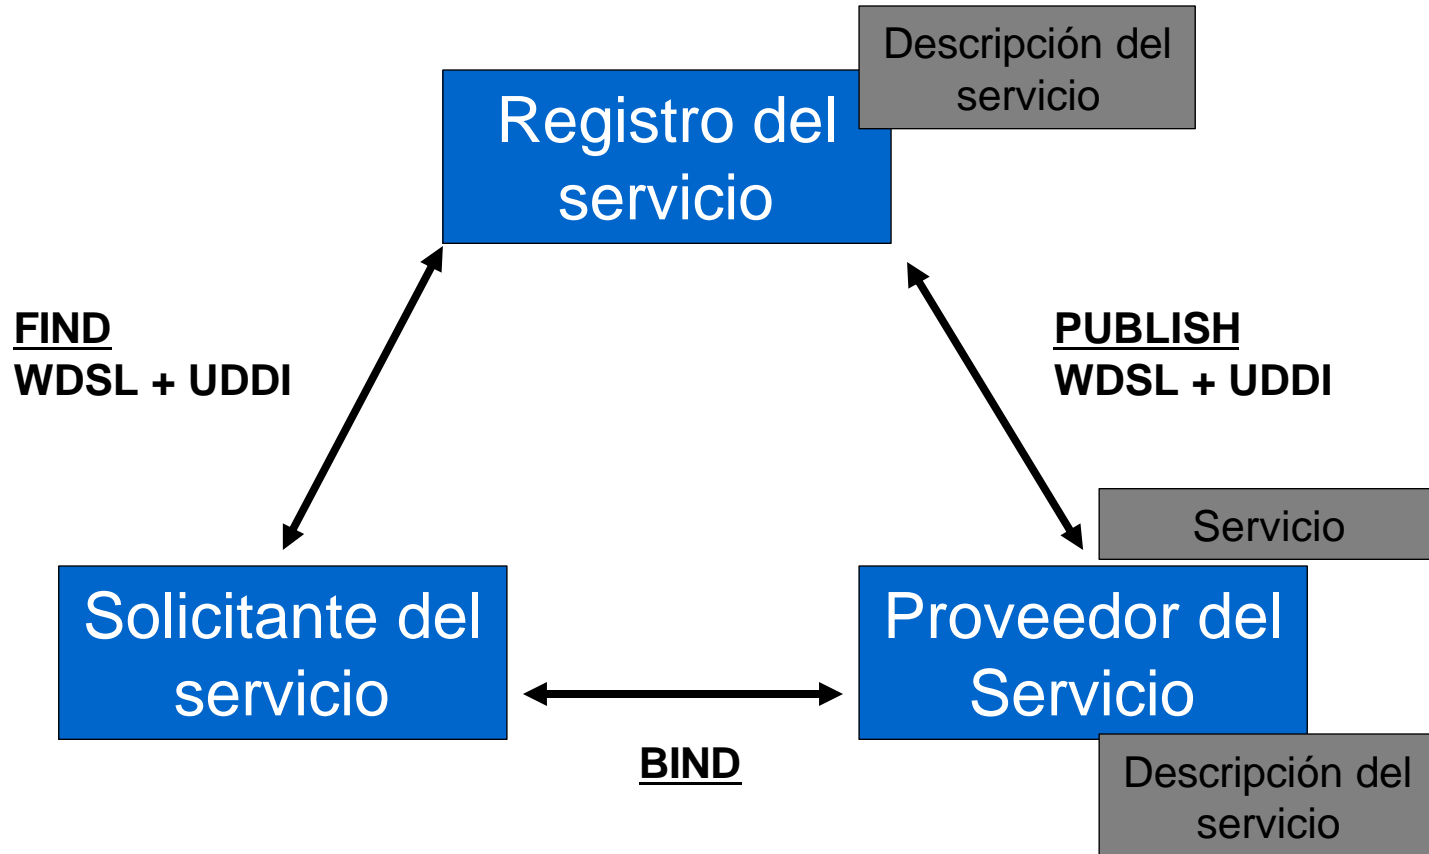 Descripción del
servicio
Registro del
servicio
FIND
WDSL + UDDI
PUBLISH
WDSL + UDDI
Servicio
Solicitante del
servicio
Proveedor del
Servicio
BIND
Descripción del
servicio